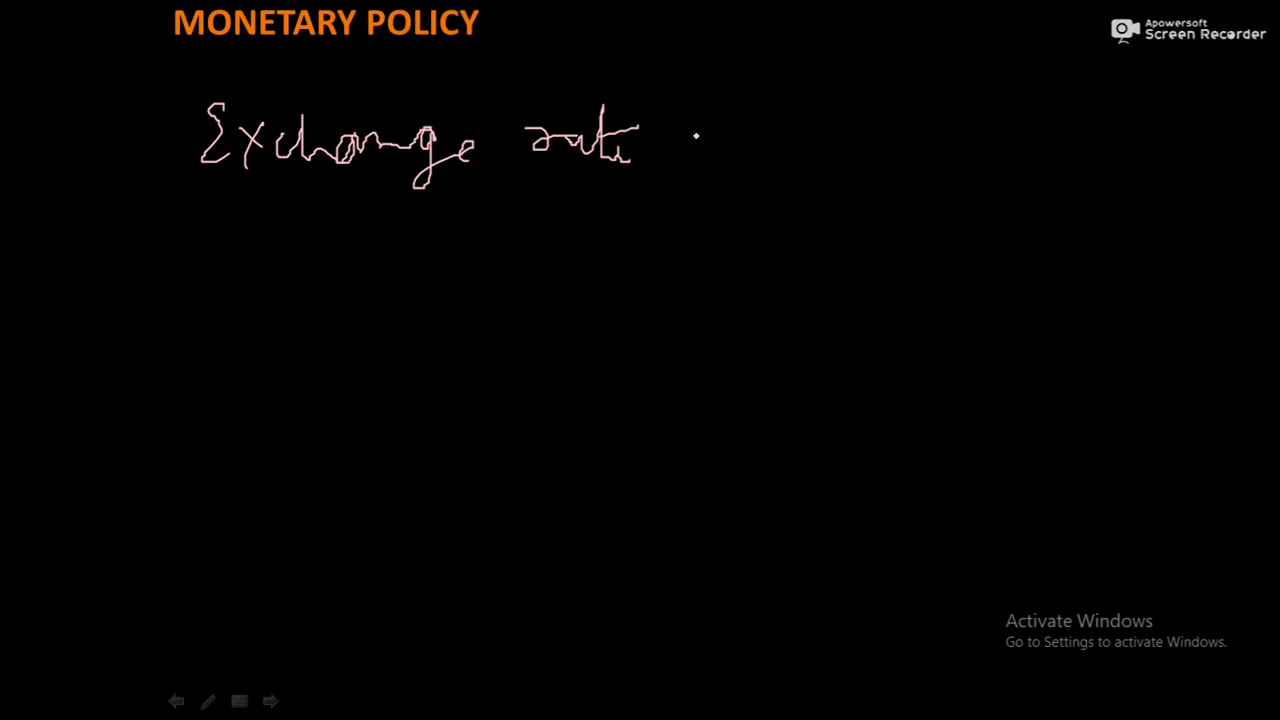 MONETARY POLICY
Apowersoft
Screen Recorder
Exchange rate
Activate Windows
Go to Settings to activate Windows.